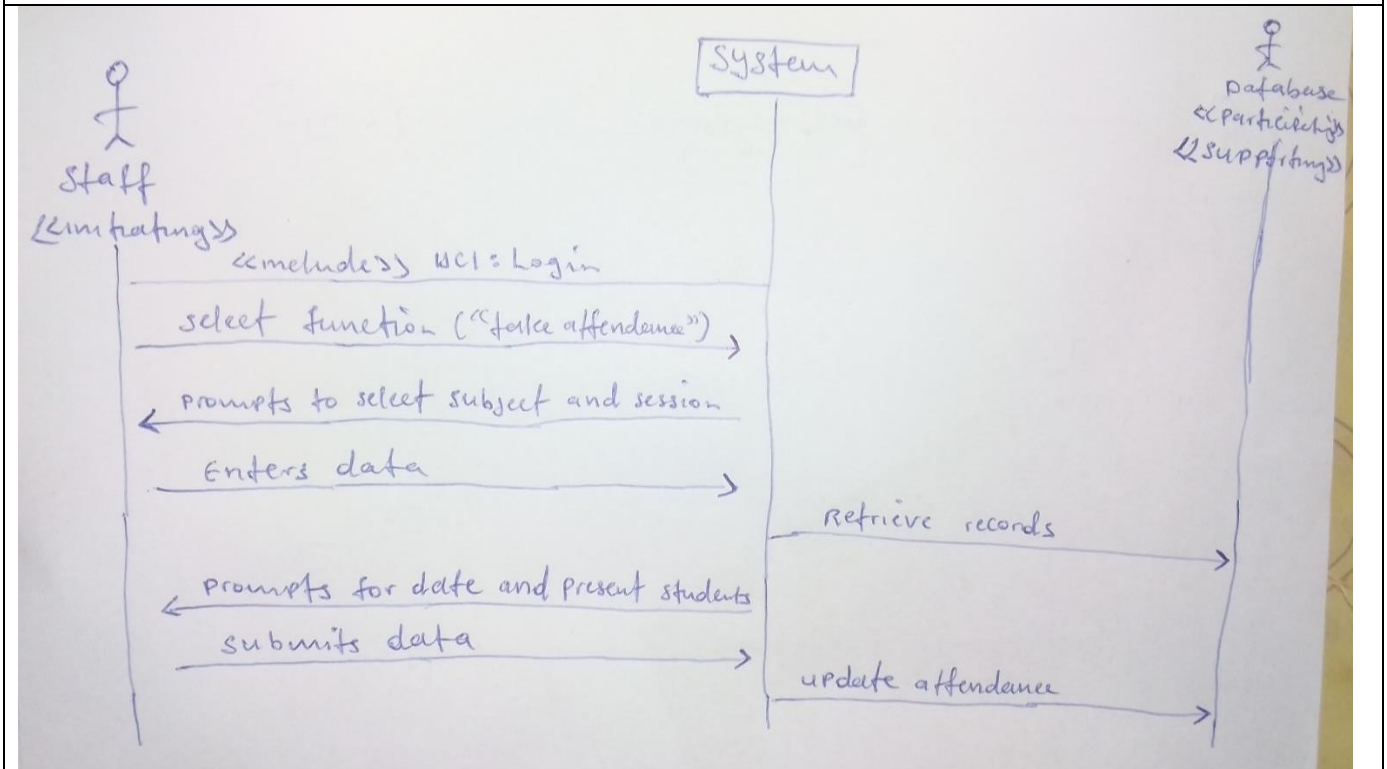 System
Database
<<participating>>
<<supporting>>
Staff
<<initiating>>
<<include>> UC1: Login
select function ("take attendance")
prompts to select subject and session
Enters data
Retrieve records
prompts for date and present students
submits data
update attendance